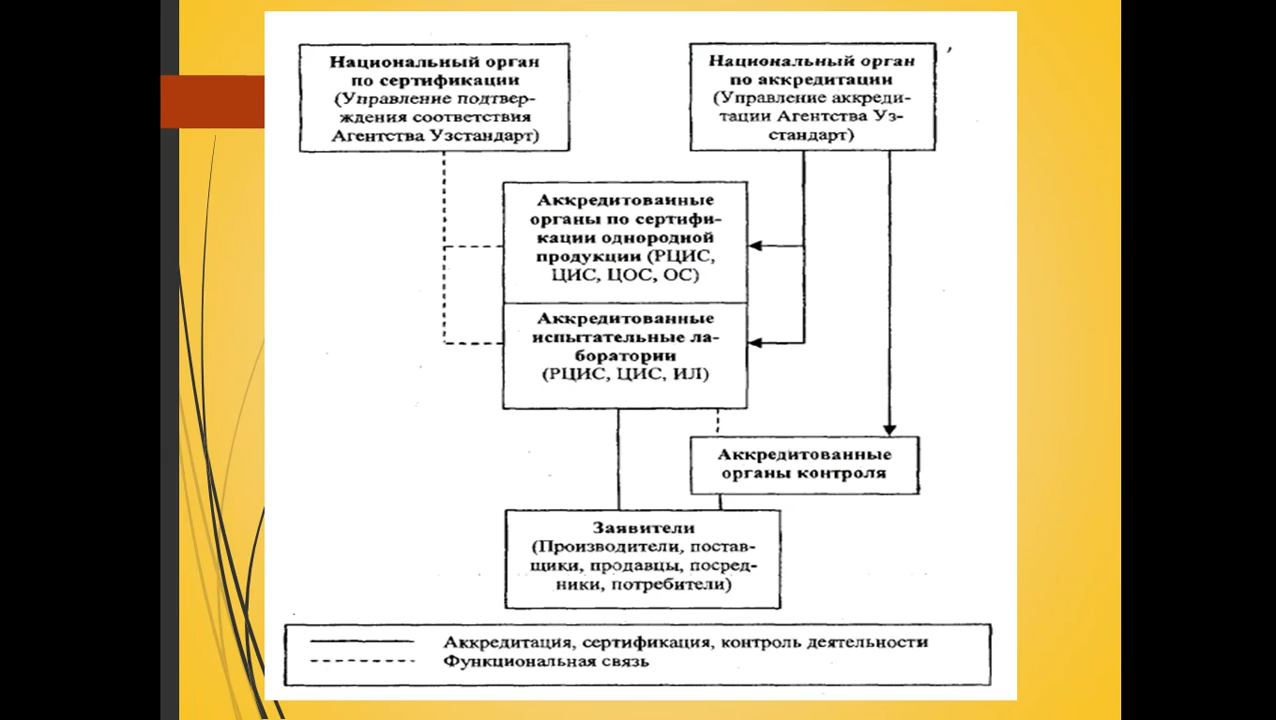 Национальный орган
по сертификации
(Управление подтвер-
ждения соответствия
Агентства Узстандарт)
Национальный орган
по аккредитации
(Управление аккреди-
тации Агентства Уз-
стандарт)
Аккредитованные
органы по сертифи-
кации однородной
продукции (РЦИС,
ЦИС, ЦОС, ОС)
Аккредитованные
испытательные ла-
боратории
(РЦИС, ЦИС, ИЛ)
Аккредитованные
органы контроля
Заявители
(Производители, постав-
щики, продавцы, посред-
ники, потребители)
Аккредитация, сертификация, контроль деятельности
Функциональная связь